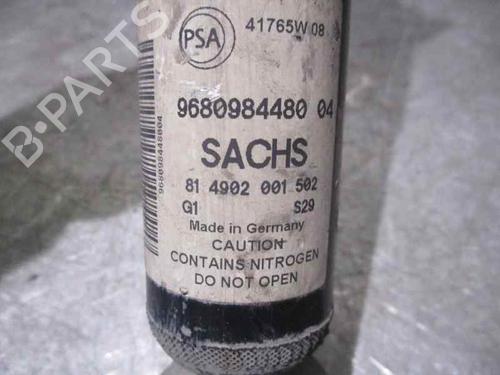 PSA 41765W 08
9680984480 04
SACHS
81 4902 001 502
G1 S29
Made in Germany
CAUTION
CONTAINS NITROGEN
DO NOT OPEN
968098448004
B-PARTS